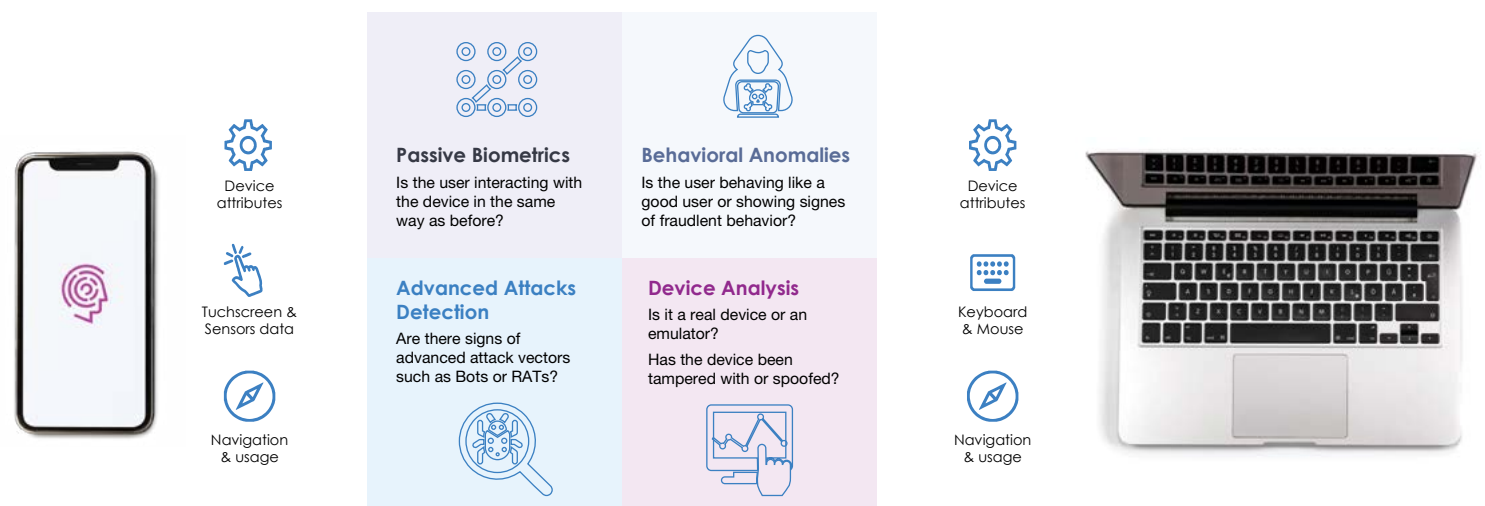 Device
attributes
Tuchscreen &
Sensors data
Navigation
& usage
Passive Biometrics
Is the user interacting with
the device in the same
way as before?
Behavioral Anomalies
Is the user behaving like a
good user or showing signes
of fraudlent behavior?
Advanced Attacks
Detection
Are there signs of
advanced attack vectors
such as Bots or RATs?
Device Analysis
Is it a real device or an
emulator?
Has the device been
tampered with or spoofed?
Device
attributes
Keyboard
& Mouse
Navigation
& usage